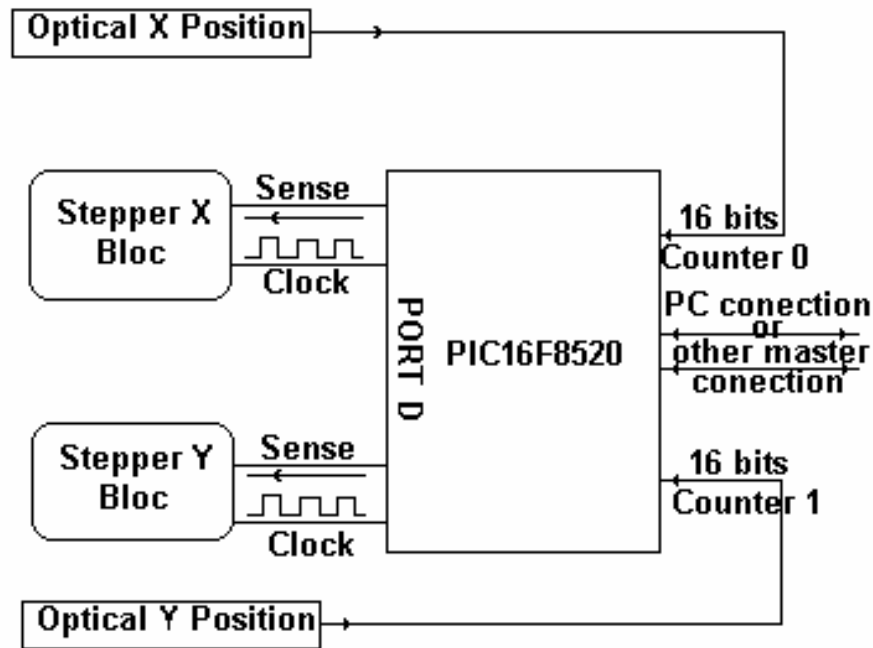 Optical X Position
Stepper X
Bloc
Sense
Clock
PORT D
PIC16F8520
16 bits
Counter 0
PC conection
or
other master
conection
Stepper Y
Bloc
Sense
Clock
16 bits
Counter 1
Optical Y Position